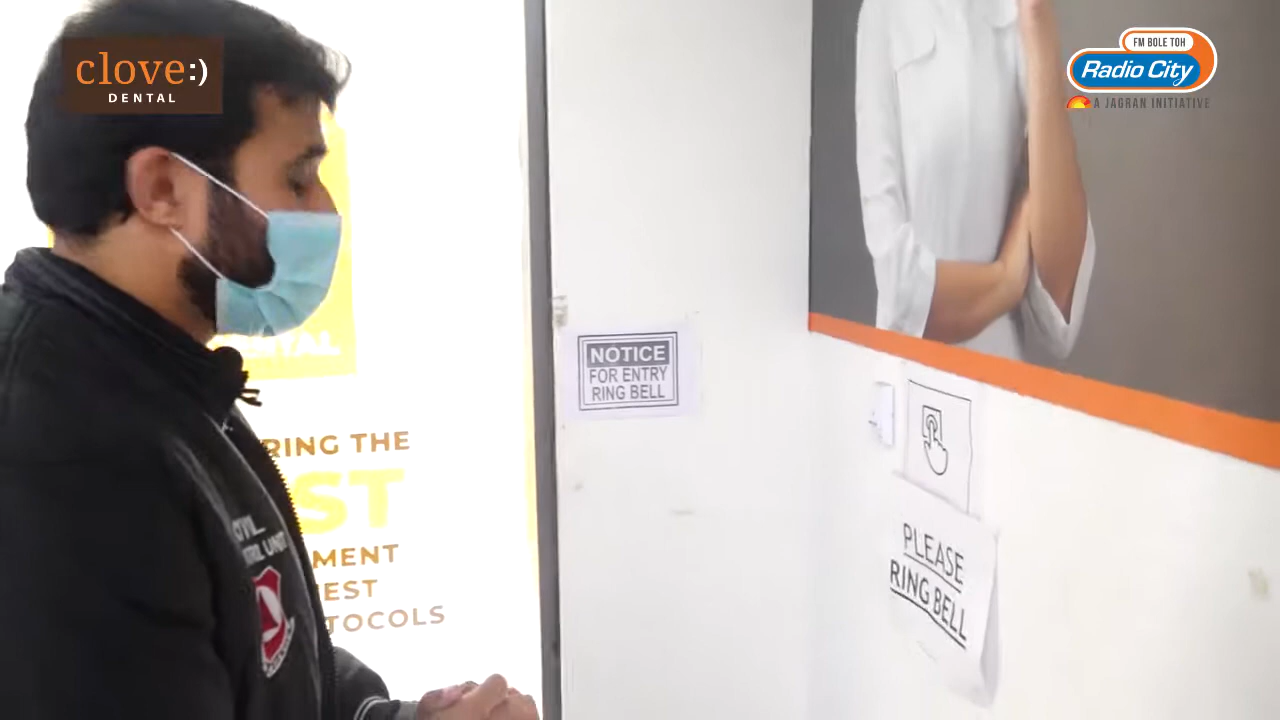 clove:)
DENTAL
FM BOLE TOH
Radio City
A JAGRAN INITIATIVE
NOTICE
FOR ENTRY
RING BELL
PLEASE
RING BELL
RING THE
ST
MENT
EST
TOCOLS